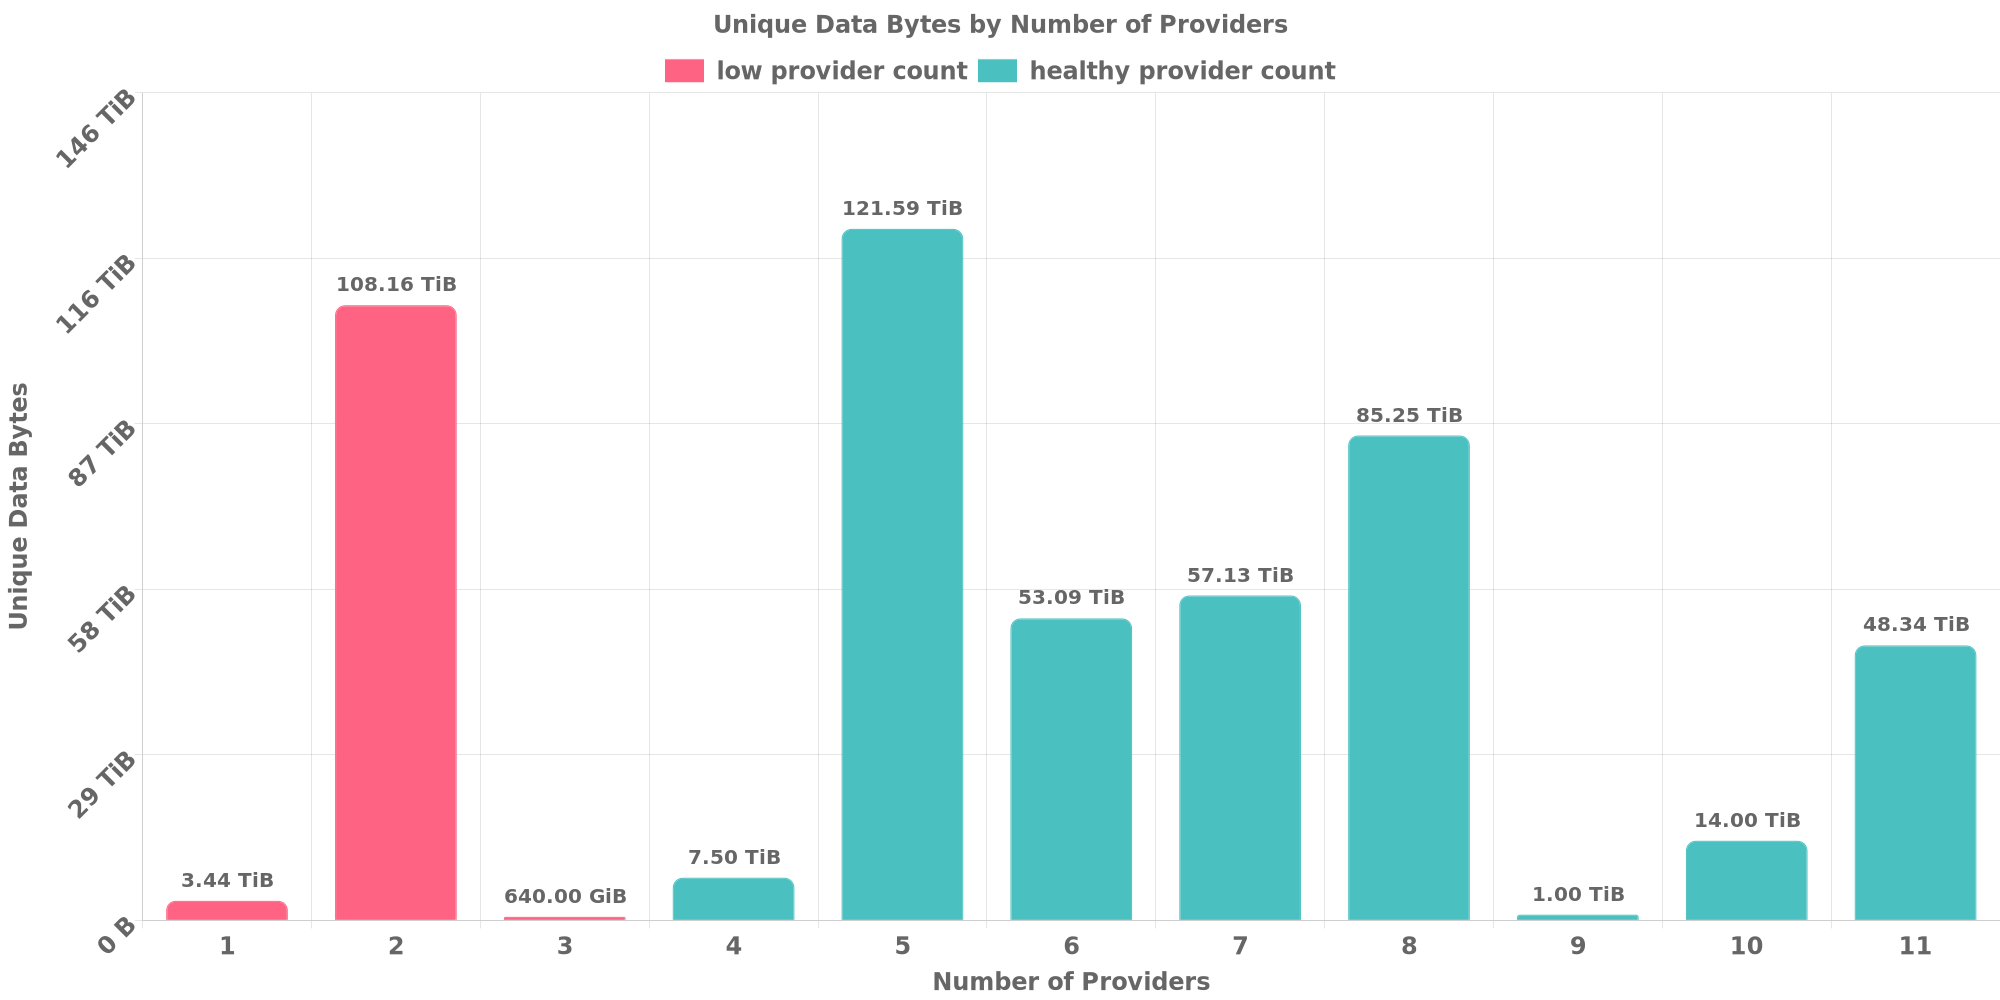 Unique Data Bytes by Number of Providers
low provider count healthy provider count
146 TiB
116 TiB
87 TiB
58 TiB
29 TiB
0 B
Unique Data Bytes
3.44 TiB
108.16 TiB
640.00 GiB
7.50 TiB
121.59 TiB
53.09 TiB
57.13 TiB
85.25 TiB
1.00 TiB
14.00 TiB
48.34 TiB
1 2 3 4 5 6 7 8 9 10 11
Number of Providers